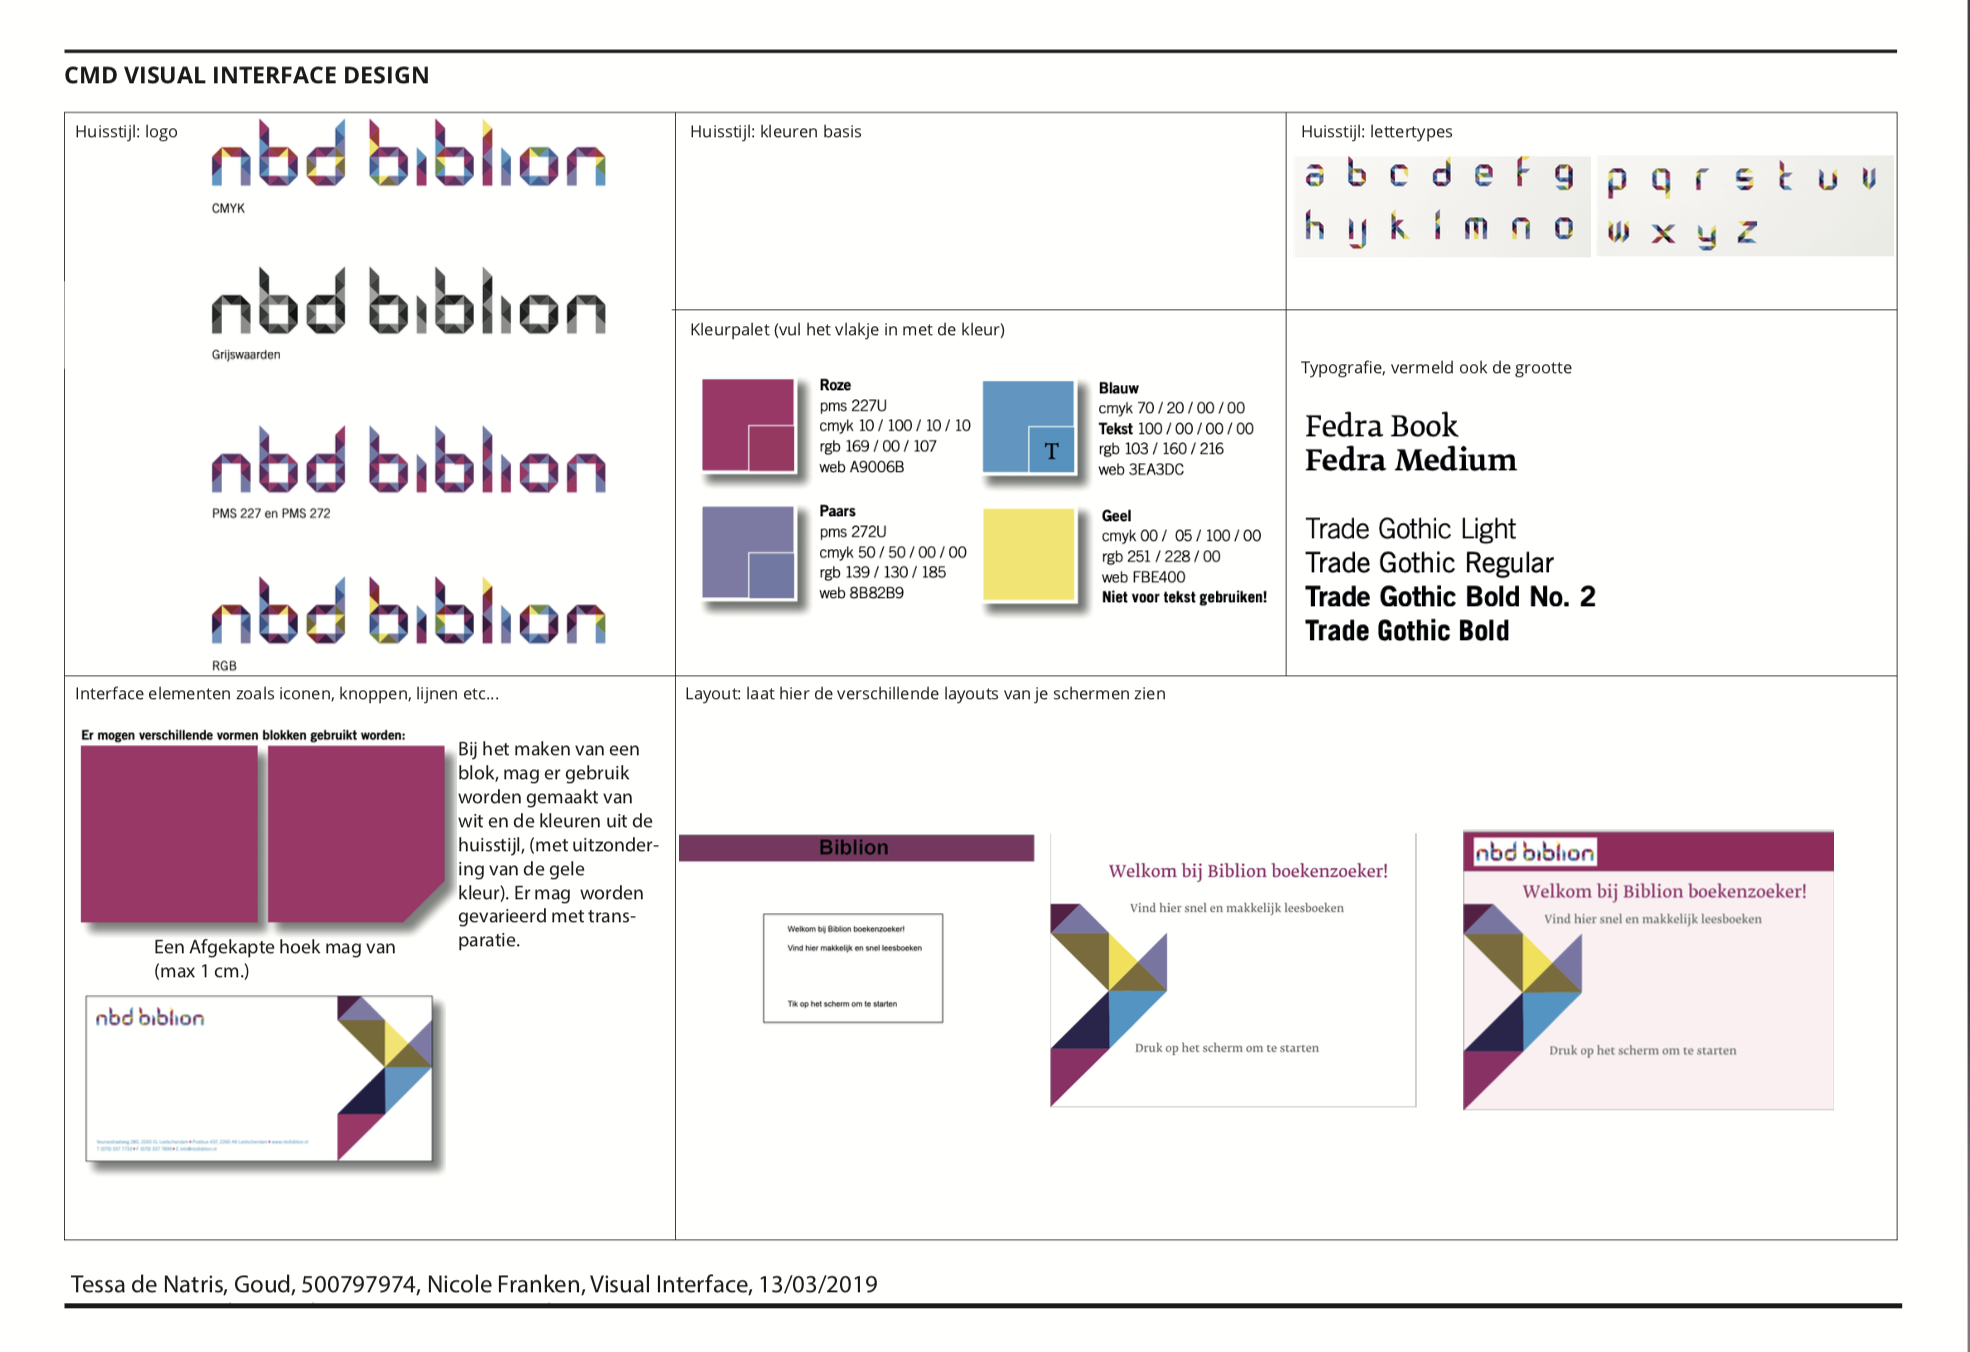 CMD VISUAL INTERFACE DESIGN
Huisstijl: logo
nbd biblion
CMYK
nbd biblion
Grijswaarden
nbd biblion
PMS 227 en PMS 272
nbd biblion
RGB
Huisstijl: kleuren basis
Kleurpalet (vul het vlakje in met de kleur)
Roze
pms 227U
cmyk 10 / 100 / 10 / 10
rgb 169 / 00 / 107
web A9006B
T
Blauw
cmyk 70 / 20 / 00 / 00
Tekst 100 / 00 / 00 / 00
rgb 103 / 160 / 216
web 3EA3DC
Paars
pms 272U
cmyk 50 / 50 / 00 / 00
rgb 139 / 130 / 185
web 8B82B9
Geel
cmyk 00 / 05 / 100 / 00
rgb 251 / 228 / 00
web FBE400
Niet voor tekst gebruiken!
Huisstijl: lettertypes
a b c d e f g
h ij k l m n o
p q r s t u v
w x y z
Typografie, vermeld ook de grootte
Fedra Book
Fedra Medium
Trade Gothic Light
Trade Gothic Regular
Trade Gothic Bold No. 2
Trade Gothic Bold
Interface elementen zoals iconen, knoppen, lijnen etc...
Er mogen verschillende vormen blokken gebruikt worden:
Bij het maken van een
blok, mag er gebruik
worden gemaakt van
wit en de kleuren uit de
huisstijl, (met uitzonder-
ing van de gele
kleur). Er mag worden
gevarieerd met trans-
paratie.
Een Afgekapte hoek mag van
(max 1 cm.)
nbd biblion
Layout: laat hier de verschillende layouts van je schermen zien
Biblion
Welkom bij Biblion boekenzoeker!
Vind hier makkelijk en snel leesboeken
Tik op het scherm om te starten
Welkom bij Biblion boekenzoeker!
Vind hier snel en makkelijk leesboeken
Druk op het scherm om te starten
nbd biblion
Welkom bij Biblion boekenzoeker!
Vind hier snel en makkelijk leesboeken
Druk op het scherm om te starten
Tessa de Natris, Goud, 500797974, Nicole Franken, Visual Interface, 13/03/2019